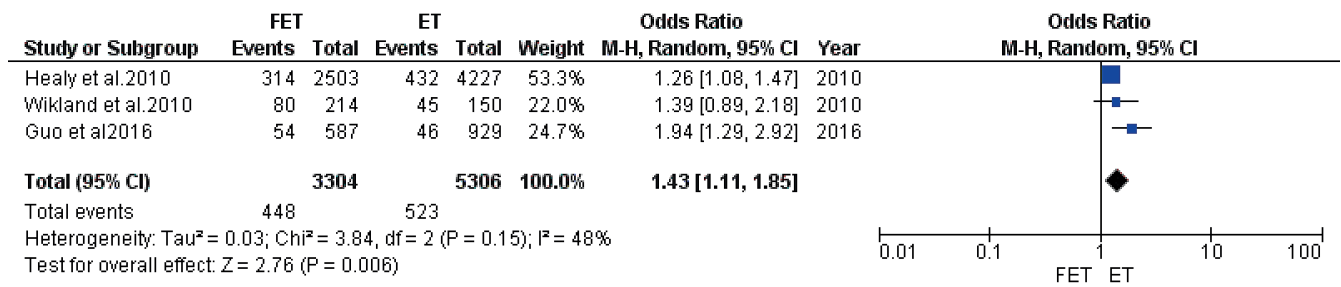 FET ET Odds Ratio Odds Ratio
Study or Subgroup Events Total Events Total Weight M-H, Random, 95% CI Year M-H, Random, 95% CI
Healy et al.2010 314 2503 432 4227 53.3% 1.26 [1.08, 1.47] 2010
Wikland et al.2010 80 214 45 150 22.0% 1.39 [0.89, 2.18] 2010
Guo et al2016 54 587 46 929 24.7% 1.94 [1.29, 2.92] 2016
Total (95% CI) 3304 5306 100.0% 1.43 [1.11, 1.85]
Total events 448 523
Heterogeneity: Tau² = 0.03; Chi² = 3.84, df = 2 (P = 0.15); I² = 48%
Test for overall effect: Z = 2.76 (P = 0.006)
0.01 0.1 1 10 100
FET ET